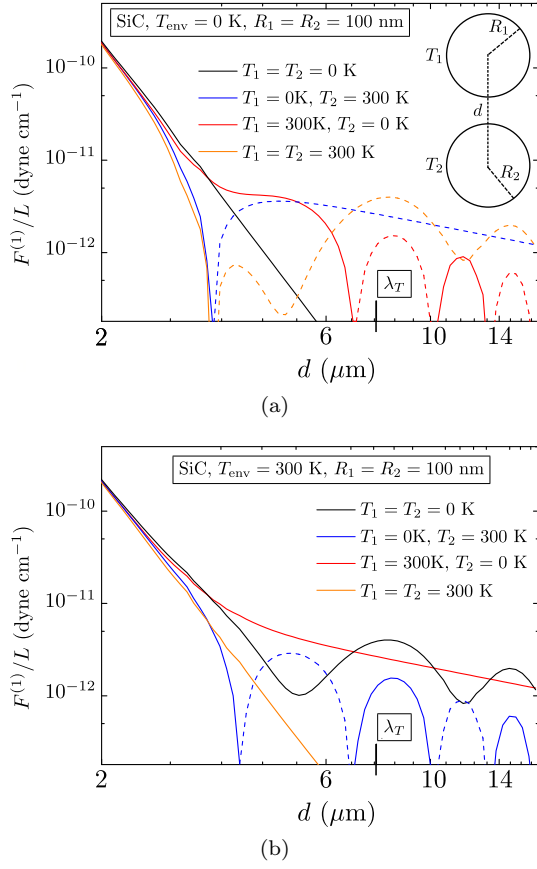 SiC, T_env = 0 K, R_1 = R_2 = 100 nm
T_1 = T_2 = 0 K
T_1 = 0K, T_2 = 300 K
T_1 = 300K, T_2 = 0 K
T_1 = T_2 = 300 K
R_1
T_1
d
T_2
R_2
F^(1)/L (dyne cm^−1)
10^−10
10^−11
10^−12
λ_T
2
6
10
14
d (μm)
(a)
SiC, T_env = 300 K, R_1 = R_2 = 100 nm
T_1 = T_2 = 0 K
T_1 = 0K, T_2 = 300 K
T_1 = 300K, T_2 = 0 K
T_1 = T_2 = 300 K
F^(1)/L (dyne cm^−1)
10^−10
10^−11
10^−12
λ_T
2
6
10
14
d (μm)
(b)